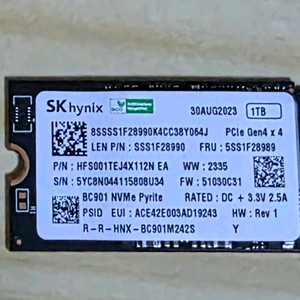 SK hynix
30AUG2023 1TB
8SSSS1F28990K4CC38Y064J PCIe Gen4 x 4
LEN P/N : SSS1F28990 FRU : 5SS1F28989
P/N : HFS001TEJ4X112N EA WW : 2335
S/N : 5YC8N044115808U34 FW : 51030C31
BC901 NVMe Pyrite RATED : DC + 3.3V 2.5A
PSID EUI : ACE42E003AD19243 HW : Rev 1
R-R-HNX-BC901M242S Y